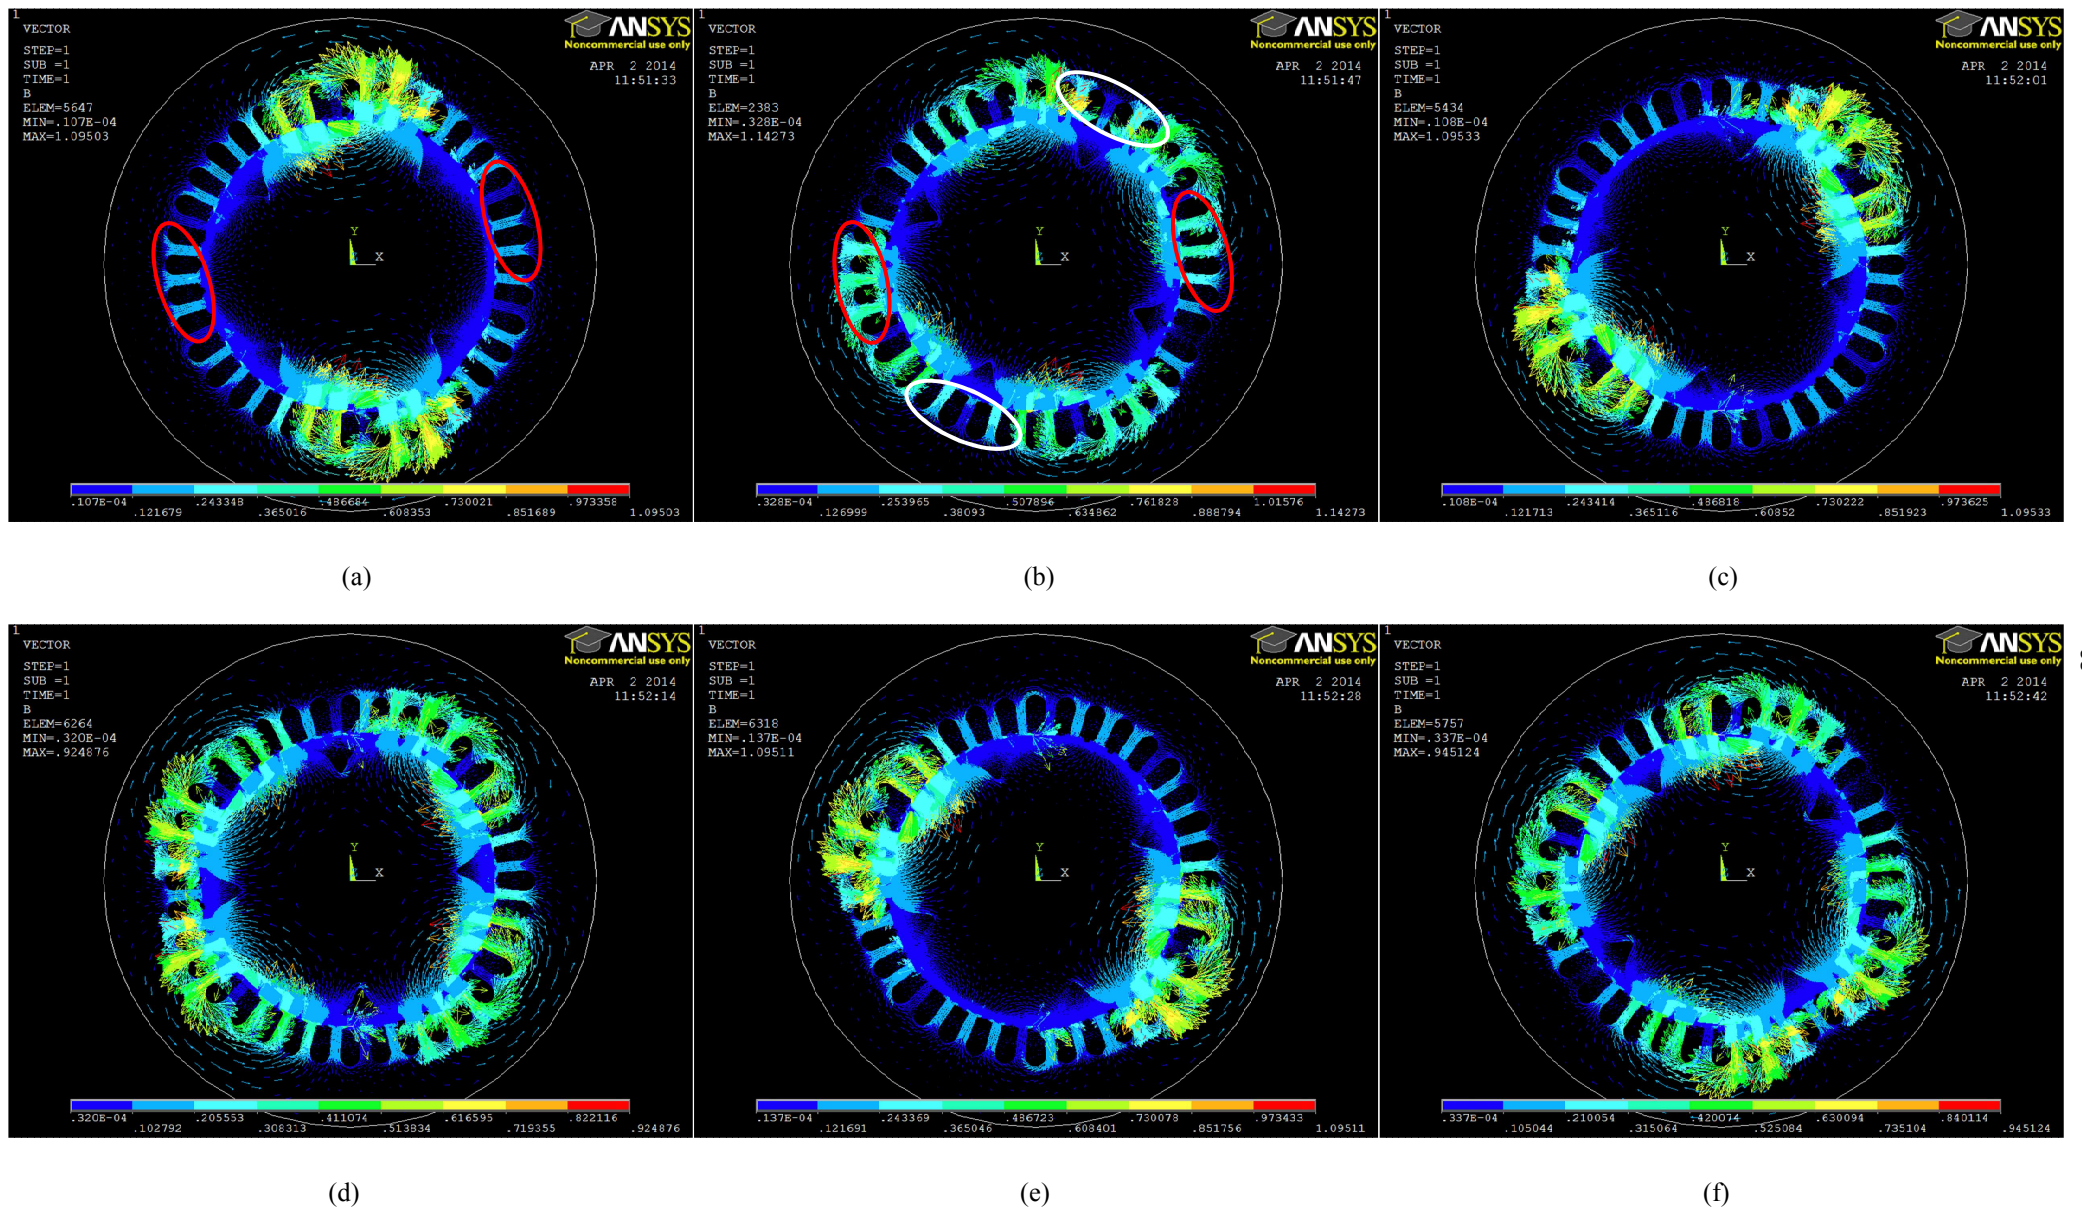 1
VECTOR
STEP=1
SUB =1
TIME=1
B
ELEM=5647
MIN=.107E-04
MAX=1.09503
ANSYS
Noncommercial use only
APR 2 2014
11:51:33
Y
X
.107E-04 .243348 .486684 .730021 .973358
.121679 .365016 .608353 .851689 1.09503
(a)
1
VECTOR
STEP=1
SUB =1
TIME=1
B
ELEM=2383
MIN=.328E-04
MAX=1.14273
ANSYS
Noncommercial use only
APR 2 2014
11:51:47
Y
X
.328E-04 .253965 .507896 .761828 1.01576
.126999 .38093 .634862 .888794 1.14273
(b)
1
VECTOR
STEP=1
SUB =1
TIME=1
B
ELEM=5434
MIN=.108E-04
MAX=1.09533
ANSYS
Noncommercial use only
APR 2 2014
11:52:01
Y
X
.108E-04 .243414 .486818 .730222 .973625
.121713 .365116 .60852 .851923 1.09533
(c)
1
VECTOR
STEP=1
SUB =1
TIME=1
B
ELEM=6264
MIN=.320E-04
MAX=.924876
ANSYS
Noncommercial use only
APR 2 2014
11:52:14
Y
X
.320E-04 .205553 .411074 .616595 .822116
.102792 .308313 .513834 .719355 .924876
(d)
1
VECTOR
STEP=1
SUB =1
TIME=1
B
ELEM=6318
MIN=.137E-04
MAX=1.09511
ANSYS
Noncommercial use only
APR 2 2014
11:52:28
Y
X
.137E-04 .243369 .486723 .730078 .973433
.121691 .365046 .608401 .851756 1.09511
(e)
1
VECTOR
STEP=1
SUB =1
TIME=1
B
ELEM=5757
MIN=.337E-04
MAX=.945124
ANSYS
Noncommercial use only
APR 2 2014
11:52:42
Y
X
.337E-04 .210054 .420074 .630094 .840114
.105044 .315064 .525084 .735104 .945124
(f)